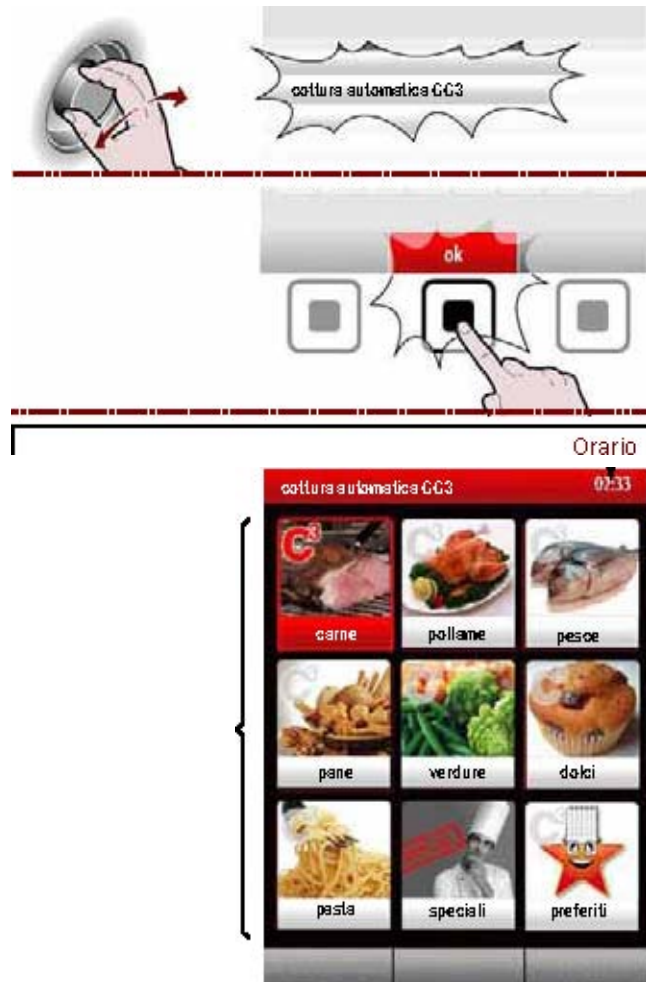 cottura automatica CC3
ok
Orario
cottura automatica CC3
02:33
C3
carne
pollame
pesce
pane
verdure
dolci
pasta
speciali
preferiti